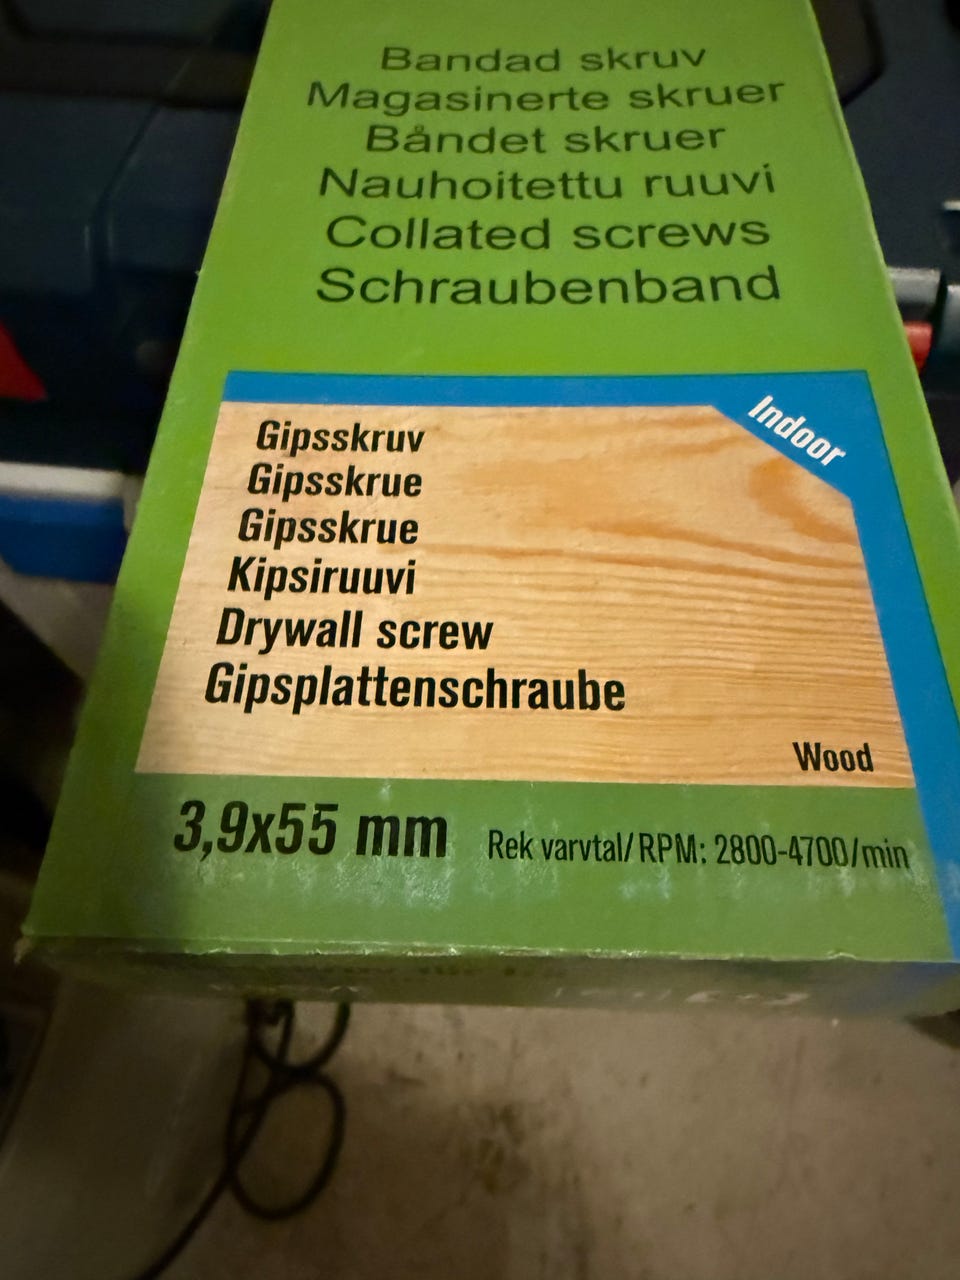 Bandad skruv
Magasinerte skruer
Båndet skruer
Nauhoitettu ruuvi
Collated screws
Schraubenband
Indoor
Gipsskruv
Gipsskrue
Gipsskrue
Kipsiruuvi
Drywall screw
Gipsplattenschraube
Wood
3,9x55 mm Rek varvtal/RPM: 2800-4700/min